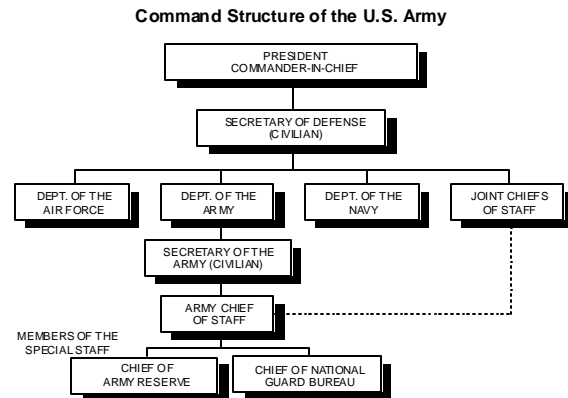 Command Structure of the U.S. Army
PRESIDENT
COMMANDER-IN-CHIEF
SECRETARY OF DEFENSE
(CIVILIAN)
DEPT. OF THE
AIR FORCE
DEPT. OF THE
ARMY
DEPT. OF THE
NAVY
JOINT CHIEFS
OF STAFF
SECRETARY OF THE
ARMY (CIVILIAN)
ARMY CHIEF
OF STAFF
MEMBERS OF THE
SPECIAL STAFF
CHIEF OF
ARMY RESERVE
CHIEF OF NATIONAL
GUARD BUREAU